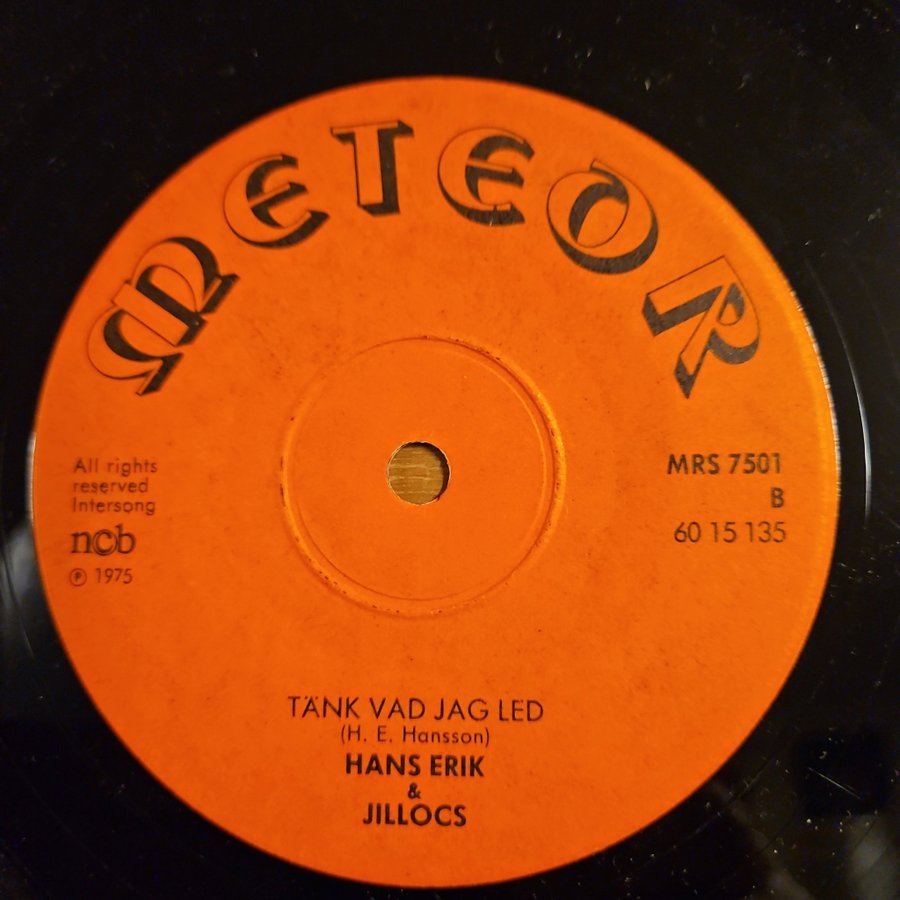 METEOR
All rights
reserved
Intersong
ncb
℗ 1975
MRS 7501
B
60 15 135
TÄNK VAD JAG LED
(H. E. Hansson)
HANS ERIK
&
JILLOCS